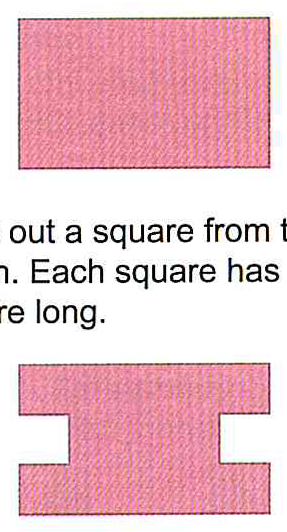 out a square from t
n. Each square has
re long.